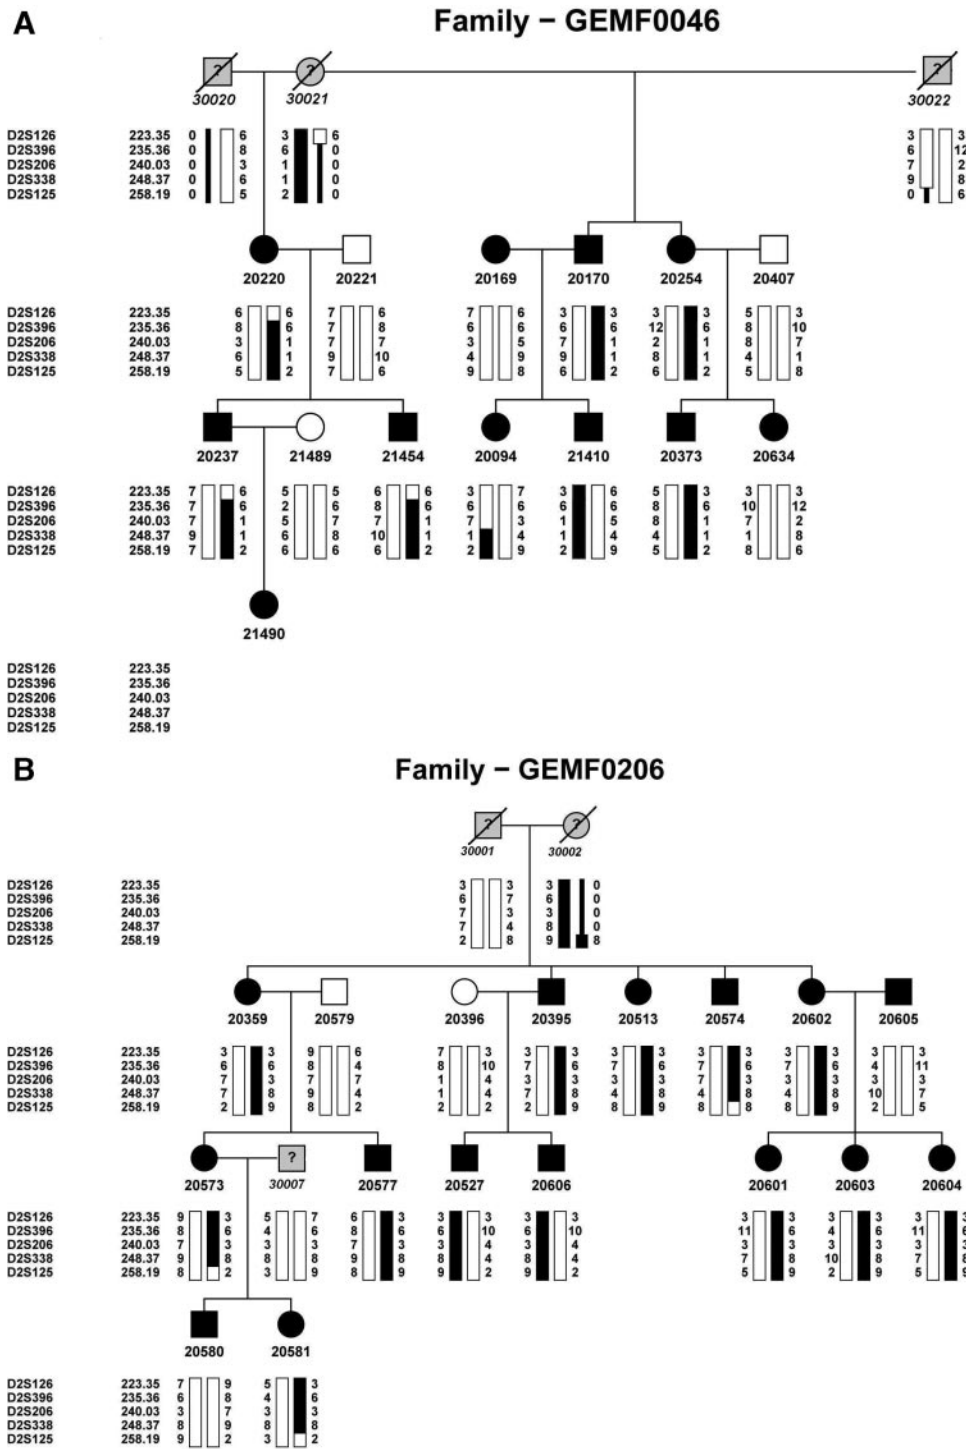 A
Family − GEMF0046
? ? ?
30020 30021 30022
D2S126 223.35 0 6 3 6 3 3
D2S396 235.36 0 8 6 0 6 12
D2S206 240.03 0 3 1 0 7 2
D2S338 248.37 0 6 1 0 9 8
D2S125 258.19 0 5 2 0 0 6
20220 20221 20169 20170 20254 20407
D2S126 223.35 6 6 7 6 7 6 3 3 3 3 5 3
D2S396 235.36 8 6 7 8 6 6 6 6 12 6 8 10
D2S206 240.03 3 1 7 7 3 5 7 1 2 1 8 7
D2S338 248.37 6 1 9 10 4 9 9 1 8 1 4 1
D2S125 258.19 5 2 7 6 9 8 6 2 6 2 5 8
20237 21489 21454 20094 21410 20373 20634
D2S126 223.35 7 6 5 5 6 6 3 7 3 6 5 3 3 3
D2S396 235.36 7 6 2 6 8 6 6 6 6 6 8 6 10 12
D2S206 240.03 7 1 5 7 7 1 7 3 1 5 8 1 7 2
D2S338 248.37 9 1 6 8 10 1 1 4 1 4 4 1 1 8
D2S125 258.19 7 2 6 6 6 2 2 9 2 9 5 2 8 6
21490
D2S126 223.35
D2S396 235.36
D2S206 240.03
D2S338 248.37
D2S125 258.19
B
Family − GEMF0206
? ?
30001 30002
D2S126 223.35 3 3 3 0
D2S396 235.36 6 7 6 0
D2S206 240.03 7 3 3 0
D2S338 248.37 7 4 8 0
D2S125 258.19 2 8 9 8
20359 20579 20396 20395 20513 20574 20602 20605
D2S126 223.35 3 3 9 6 7 3 3 3 3 3 3 3 3 3 3 3
D2S396 235.36 6 6 8 4 8 10 7 6 7 6 7 6 7 6 4 11
D2S206 240.03 7 3 7 7 1 4 3 3 3 3 7 3 3 3 3 3
D2S338 248.37 7 8 9 4 1 4 7 8 4 8 4 8 4 8 10 7
D2S125 258.19 2 9 8 2 2 2 2 9 8 9 8 8 8 9 2 5
20573 30007 20577 20527 20606 20601 20603 20604
D2S126 223.35 9 3 5 7 6 3 3 3 3 3 3 3 3 3 3 3
D2S396 235.36 8 6 4 6 8 6 6 10 6 10 11 6 4 6 11 6
D2S206 240.03 7 3 3 3 7 3 3 4 3 4 3 3 3 3 3 3
D2S338 248.37 9 8 8 8 9 8 8 4 8 4 7 8 10 8 7 8
D2S125 258.19 8 2 3 9 8 9 9 2 9 2 5 9 2 9 5 9
20580 20581
D2S126 223.35 7 9 5 3
D2S396 235.36 6 8 4 6
D2S206 240.03 3 7 3 3
D2S338 248.37 8 9 8 8
D2S125 258.19 9 2 3 2